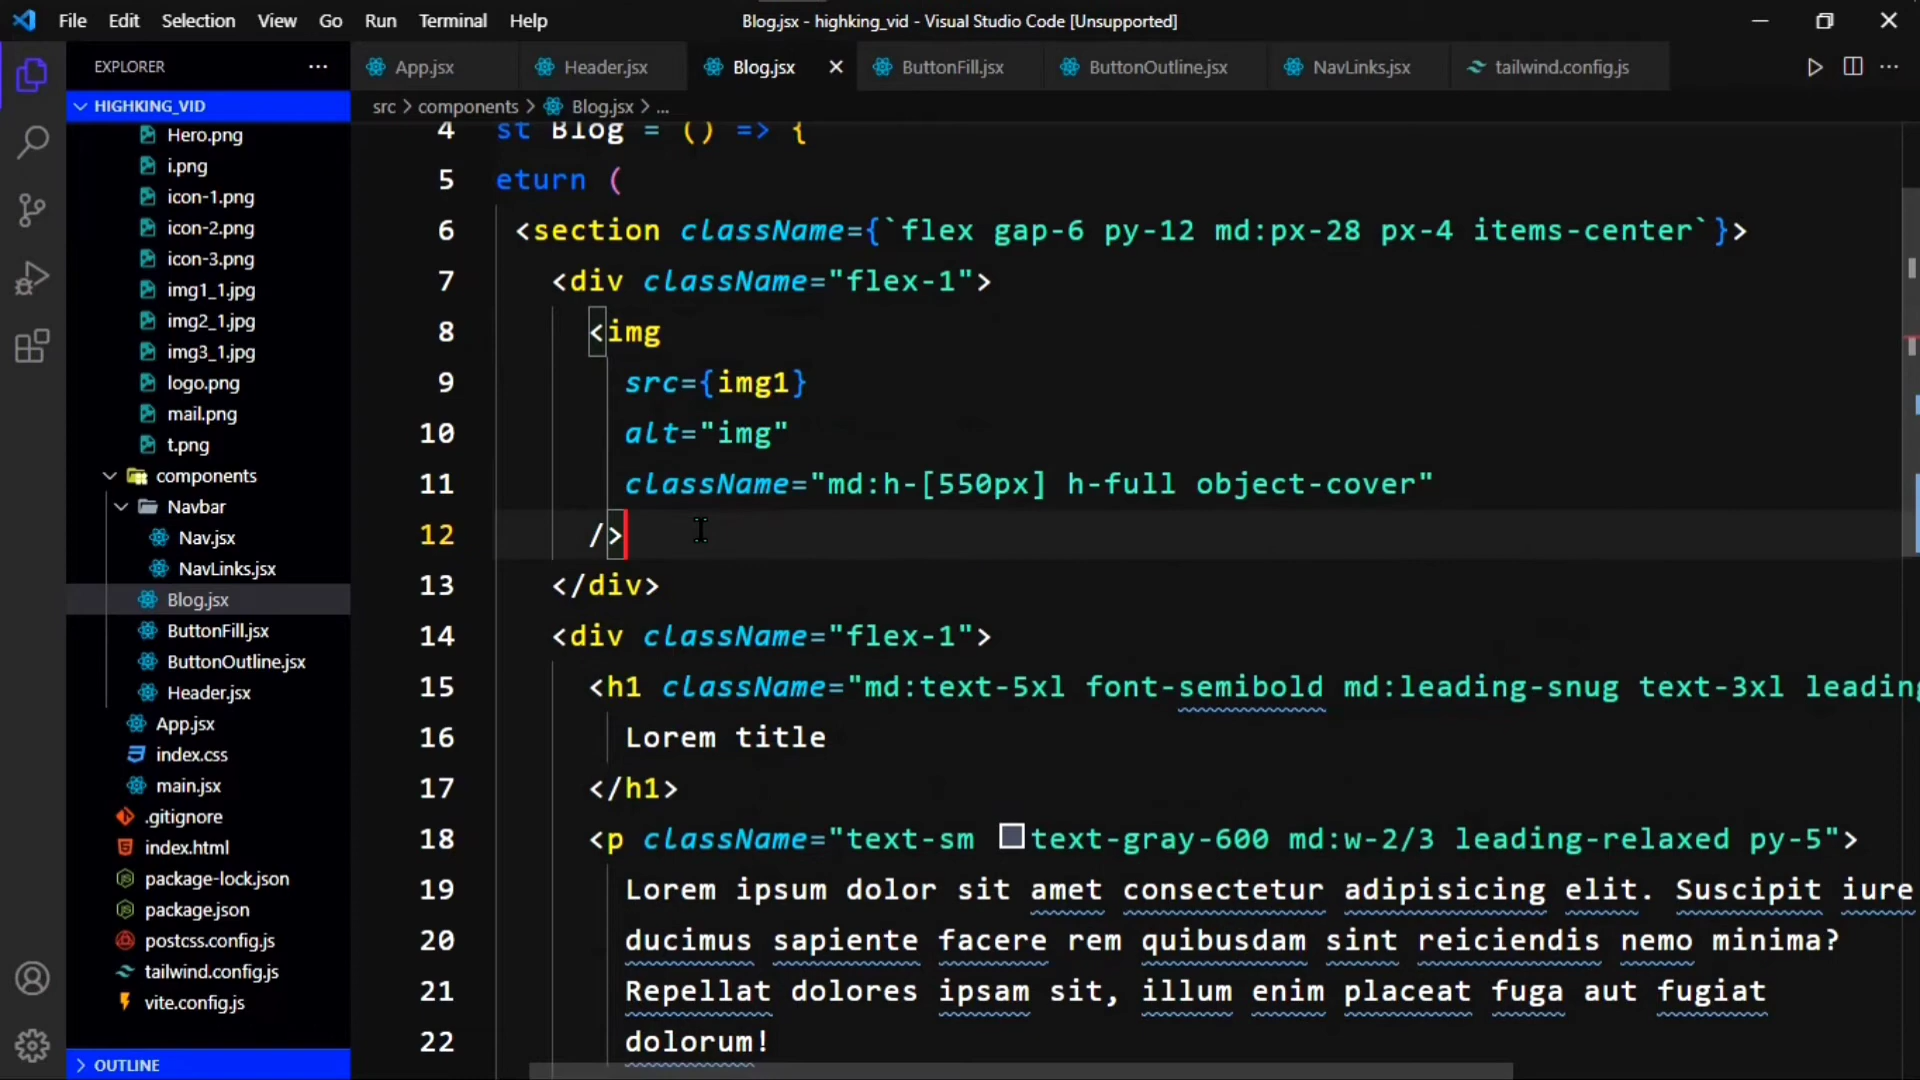 File Edit Selection View Go Run Terminal Help
Blog.jsx - highking_vid - Visual Studio Code [Unsupported]
EXPLORER
HIGHKING_VID
Hero.png
i.png
icon-1.png
icon-2.png
icon-3.png
img1_1.jpg
img2_1.jpg
img3_1.jpg
logo.png
mail.png
t.png
components
Navbar
Nav.jsx
NavLinks.jsx
Blog.jsx
ButtonFill.jsx
ButtonOutline.jsx
Header.jsx
App.jsx
index.css
main.jsx
.gitignore
index.html
package-lock.json
package.json
postcss.config.js
tailwind.config.js
vite.config.js
OUTLINE
App.jsx Header.jsx Blog.jsx ButtonFill.jsx ButtonOutline.jsx NavLinks.jsx tailwind.config.js
src > components > Blog.jsx > ...
4 st Blog = () => {
5 eturn (
6 <section className={`flex gap-6 py-12 md:px-28 px-4 items-center`}>
7 <div className="flex-1">
8 <img
9 src={img1}
10 alt="img"
11 className="md:h-[550px] h-full object-cover"
12 />
13 </div>
14 <div className="flex-1">
15 <h1 className="md:text-5xl font-semibold md:leading-snug text-3xl leading
16 Lorem title
17 </h1>
18 <p className="text-sm text-gray-600 md:w-2/3 leading-relaxed py-5">
19 Lorem ipsum dolor sit amet consectetur adipisicing elit. Suscipit iure
20 ducimus sapiente facere rem quibusdam sint reiciendis nemo minima?
21 Repellat dolores ipsam sit, illum enim placeat fuga aut fugiat
22 dolorum!